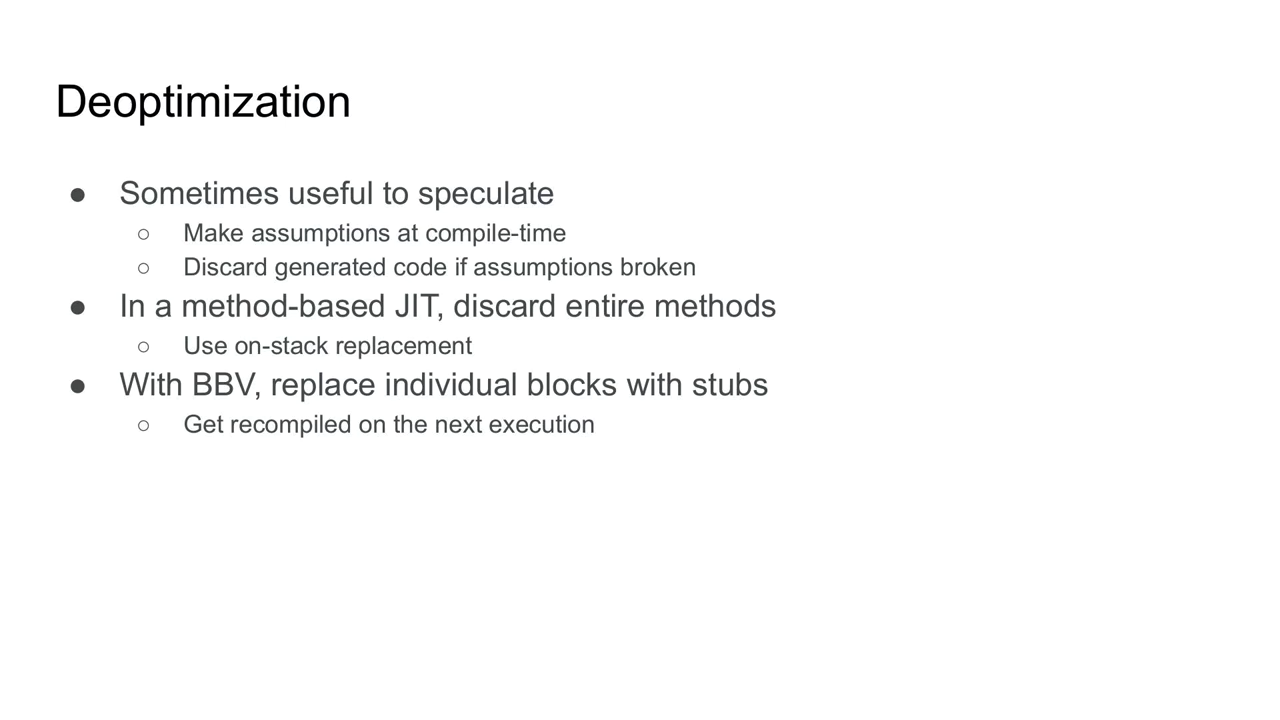 Deoptimization
● Sometimes useful to speculate
○ Make assumptions at compile-time
○ Discard generated code if assumptions broken
● In a method-based JIT, discard entire methods
○ Use on-stack replacement
● With BBV, replace individual blocks with stubs
○ Get recompiled on the next execution